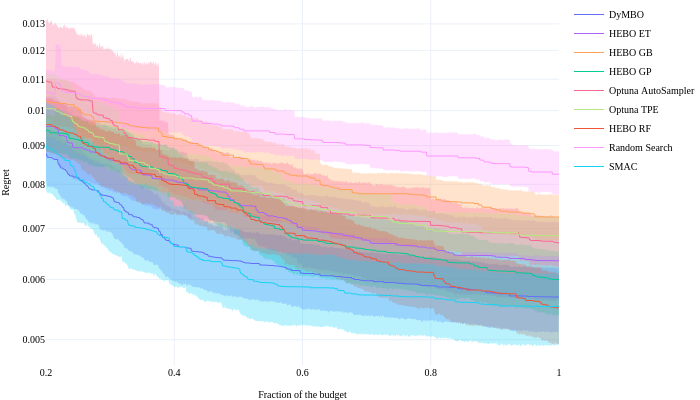 0.013
0.012
0.011
0.01
0.009
0.008
0.007
0.006
0.005
Regret
0.2
0.4
0.6
0.8
1
Fraction of the budget
DyMBO
HEBO ET
HEBO GB
HEBO GP
Optuna AutoSampler
Optuna TPE
HEBO RF
Random Search
SMAC